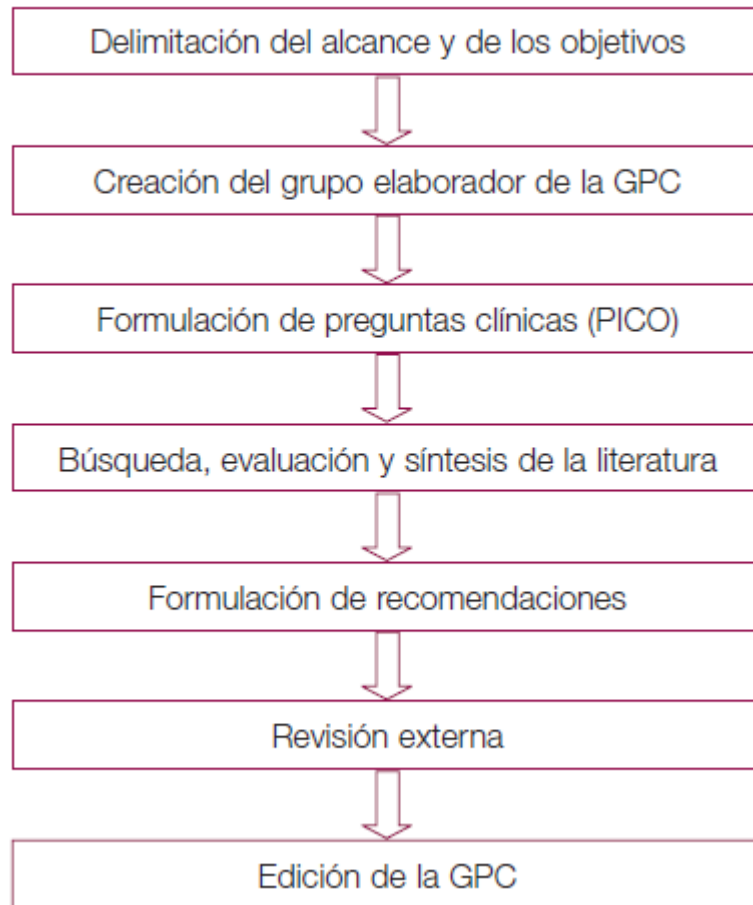 Delimitación del alcance y de los objetivos
Creación del grupo elaborador de la GPC
Formulación de preguntas clínicas (PICO)
Búsqueda, evaluación y síntesis de la literatura
Formulación de recomendaciones
Revisión externa
Edición de la GPC